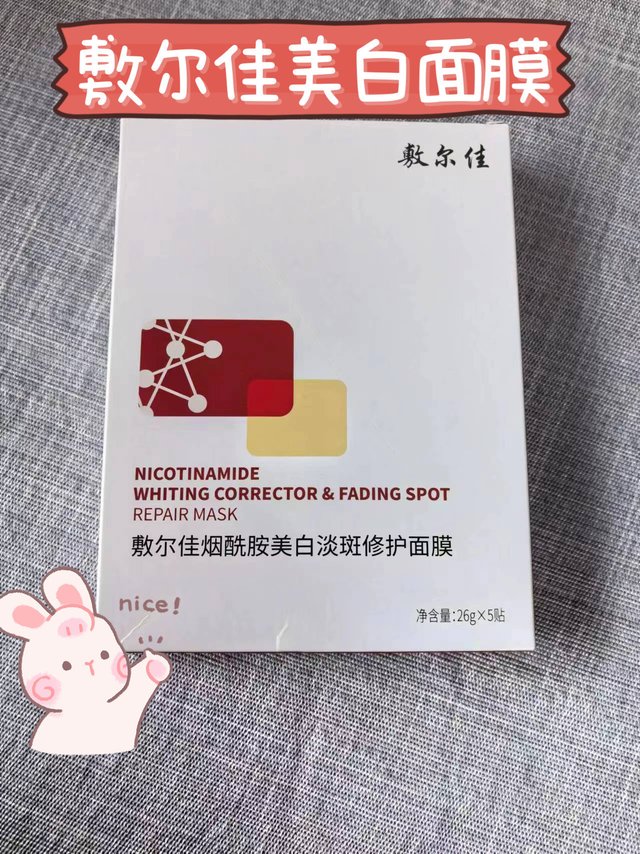 敷尔佳美白面膜
敷尔佳
NICOTINAMIDE
WHITING CORRECTOR & FADING SPOT
REPAIR MASK
敷尔佳烟酰胺美白淡斑修护面膜
nice!
净含量:26g×5贴